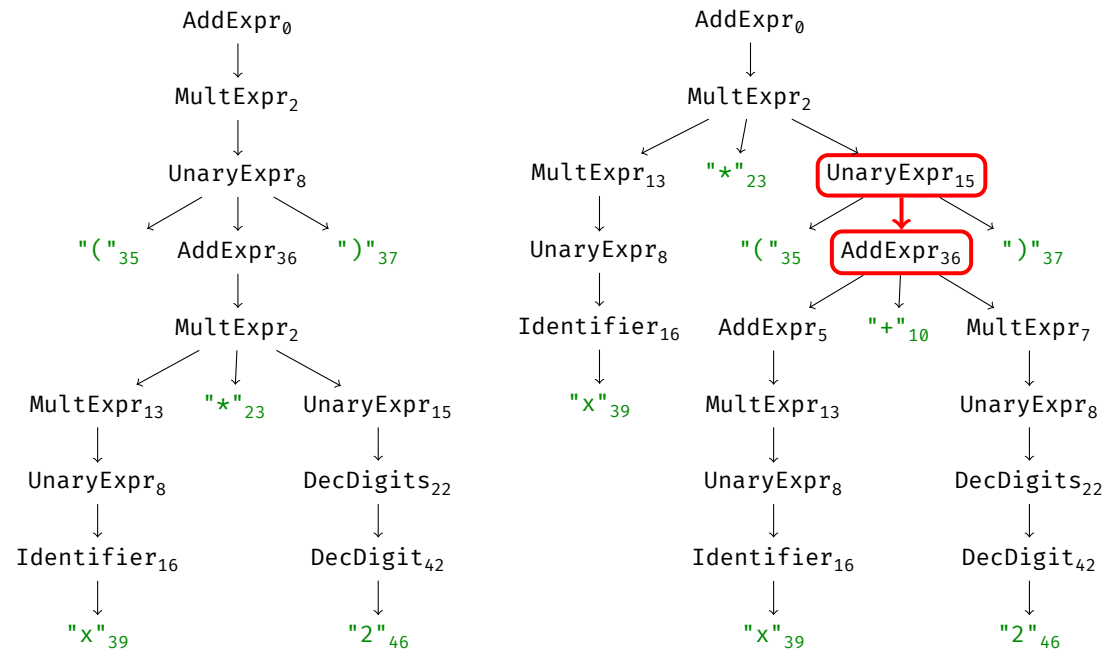 AddExpr₀ AddExpr₀
MultExpr₂ MultExpr₂
UnaryExpr₈ MultExpr₁₃ "*"₂₃ UnaryExpr₁₅
"("₃₅ AddExpr₃₆ ")"₃₇ UnaryExpr₈ "("₃₅ AddExpr₃₆ ")"₃₇
MultExpr₂ Identifier₁₆ AddExpr₅ "+"₁₀ MultExpr₇
MultExpr₁₃ "*"₂₃ UnaryExpr₁₅ "x"₃₉ MultExpr₁₃ UnaryExpr₈
UnaryExpr₈ DecDigits₂₂ UnaryExpr₈ DecDigits₂₂
Identifier₁₆ DecDigit₄₂ Identifier₁₆ DecDigit₄₂
"x"₃₉ "2"₄₆ "x"₃₉ "2"₄₆